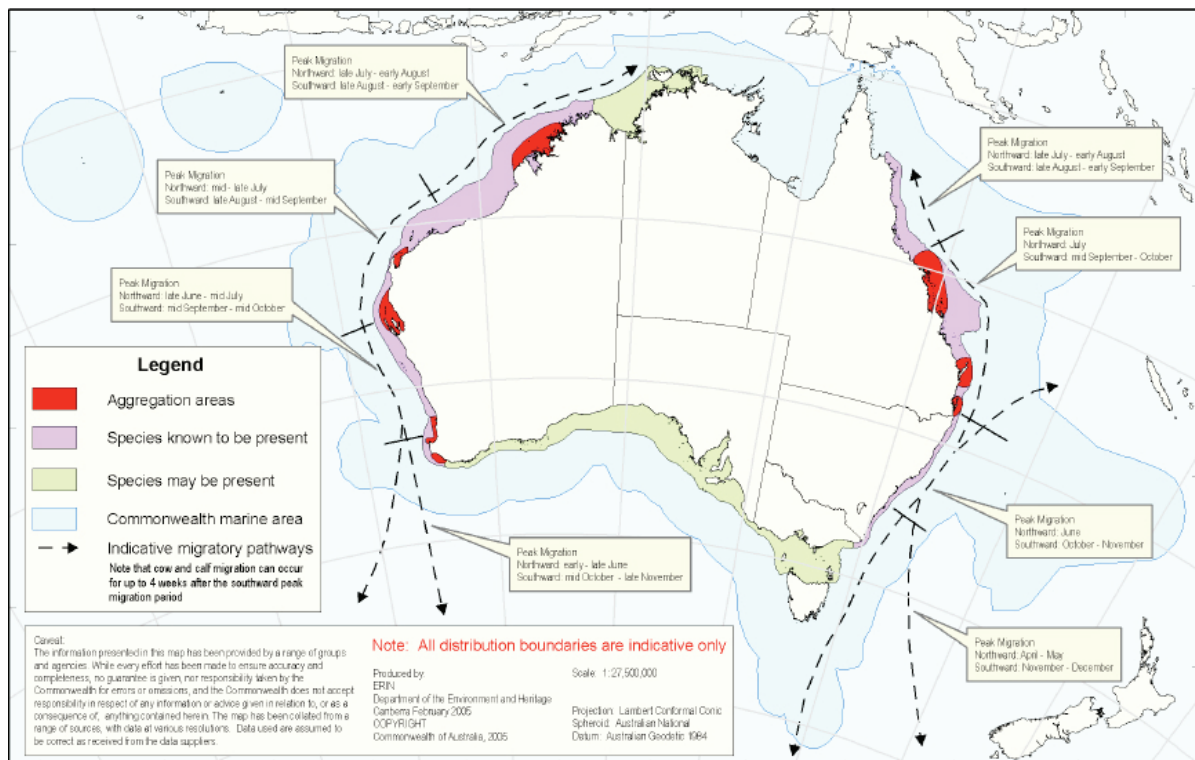 Peak Migration
Northward: late July - early August
Southward: late August - early September
Peak Migration
Northward: mid- late July
Southward: late August - mid September
Peak Migration
Northward: late June - mid July
Southward: mid September - mid October
Peak Migration
Northward: late July - early August
Southward: late August - early September
Peak Migration
Northward: July
Southward: mid September - October
Peak Migration
Northward: June
Southward: October - November
Peak Migration
Northward: early - late June
Southward: mid October - late November
Peak Migration
Northward: April - May
Southward: November - December
Legend
Aggregation areas
Species known to be present
Species may be present
Commonwealth marine area
Indicative migratory pathways
Note that cow and calf migration can occur
for up to 4 weeks after the southward peak
migration period
Caveat:
The information presented in this map has been provided by a range of groups
and agencies. While every effort has been made to ensure accuracy and
completeness, no guarantee is given, nor responsibility taken by the
Commonwealth for errors or omissions, and the Commonwealth does not accept
responsibility in respect of any information or advice given in relation to, or as a
consequence of, anything contained herein. The map has been collated from a
range of sources, with data at various resolutions. Data used are assumed to
be correct as received from the data suppliers.
Note: All distribution boundaries are indicative only
Produced by:
ERIN
Department of the Environment and Heritage
Canberra February 2005
COPYRIGHT
Commonwealth of Australia, 2005
Scale: 1:27,500,000
Projection: Lambert Conformal Conic
Spheroid: Australian National
Datum: Australian Geodetic 1984